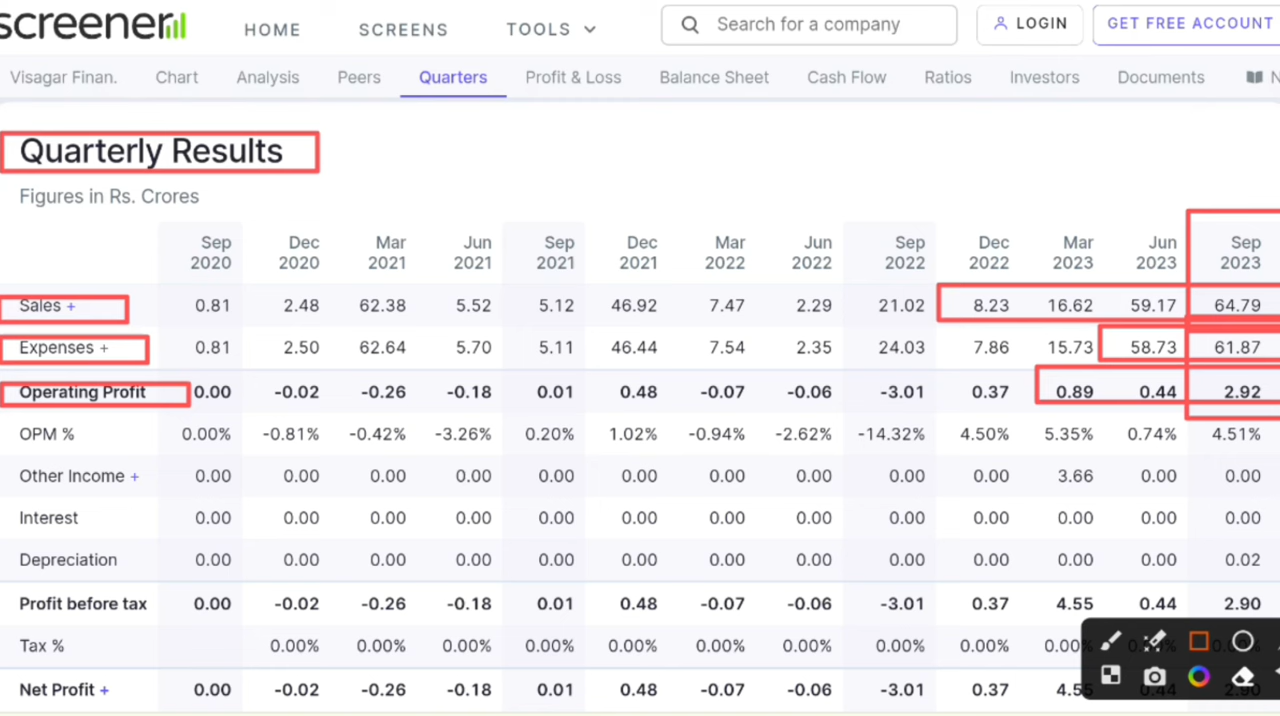 screener
HOME SCREENS TOOLS Search for a company LOGIN GET FREE ACCOUNT
Visagar Finan. Chart Analysis Peers Quarters Profit & Loss Balance Sheet Cash Flow Ratios Investors Documents N
Quarterly Results
Figures in Rs. Crores
Sep 2020 Dec 2020 Mar 2021 Jun 2021 Sep 2021 Dec 2021 Mar 2022 Jun 2022 Sep 2022 Dec 2022 Mar 2023 Jun 2023 Sep 2023
Sales + 0.81 2.48 62.38 5.52 5.12 46.92 7.47 2.29 21.02 8.23 16.62 59.17 64.79
Expenses + 0.81 2.50 62.64 5.70 5.11 46.44 7.54 2.35 24.03 7.86 15.73 58.73 61.87
Operating Profit 0.00 -0.02 -0.26 -0.18 0.01 0.48 -0.07 -0.06 -3.01 0.37 0.89 0.44 2.92
OPM % 0.00% -0.81% -0.42% -3.26% 0.20% 1.02% -0.94% -2.62% -14.32% 4.50% 5.35% 0.74% 4.51%
Other Income + 0.00 0.00 0.00 0.00 0.00 0.00 0.00 0.00 0.00 0.00 3.66 0.00 0.00
Interest 0.00 0.00 0.00 0.00 0.00 0.00 0.00 0.00 0.00 0.00 0.00 0.00 0.00
Depreciation 0.00 0.00 0.00 0.00 0.00 0.00 0.00 0.00 0.00 0.00 0.00 0.00 0.02
Profit before tax 0.00 -0.02 -0.26 -0.18 0.01 0.48 -0.07 -0.06 -3.01 0.37 4.55 0.44 2.90
Tax % 0.00% 0.00% 0.00% 0.00% 0.00% 0.00% 0.00% 0.00% 0.00%
Net Profit + 0.00 -0.02 -0.26 -0.18 0.01 0.48 -0.07 -0.06 -3.01 0.37 4.55 0.44 2.90